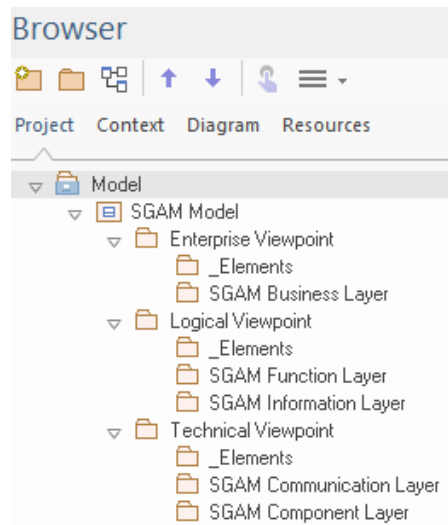 Browser
Project Context Diagram Resources
Model
SGAM Model
Enterprise Viewpoint
_Elements
SGAM Business Layer
Logical Viewpoint
_Elements
SGAM Function Layer
SGAM Information Layer
Technical Viewpoint
_Elements
SGAM Communication Layer
SGAM Component Layer